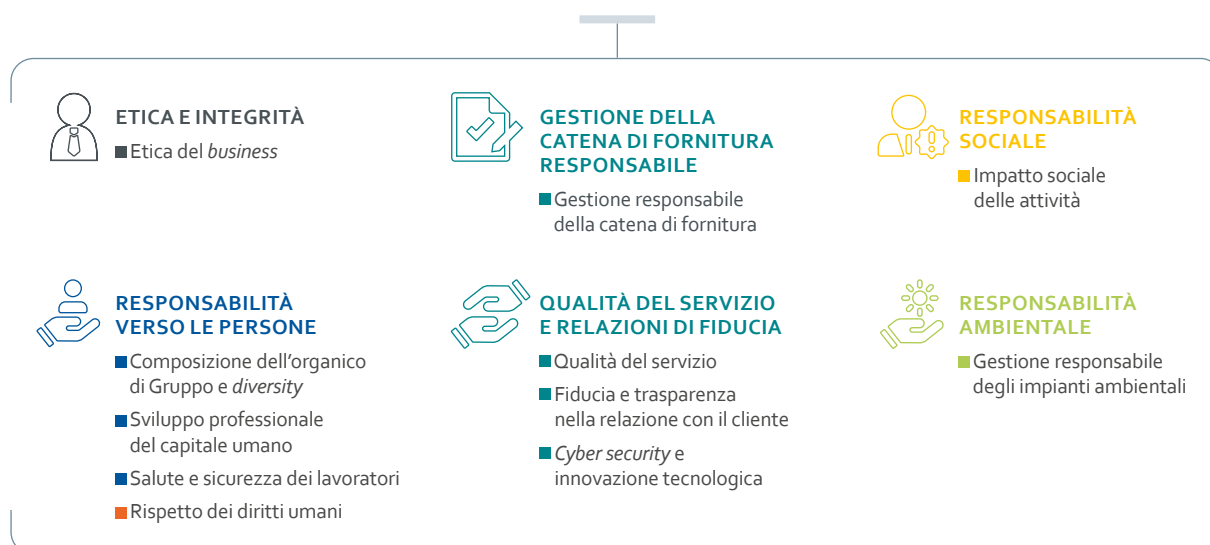 ETICA E INTEGRITÀ
Etica del business
GESTIONE DELLA
CATENA DI FORNITURA
RESPONSABILE
Gestione responsabile
della catena di fornitura
RESPONSABILITÀ
SOCIALE
Impatto sociale
delle attività
RESPONSABILITÀ
VERSO LE PERSONE
Composizione dell'organico
di Gruppo e diversity
Sviluppo professionale
del capitale umano
Salute e sicurezza dei lavoratori
Rispetto dei diritti umani
QUALITÀ DEL SERVIZIO
E RELAZIONI DI FIDUCIA
Qualità del servizio
Fiducia e trasparenza
nella relazione con il cliente
Cyber security e
innovazione tecnologica
RESPONSABILITÀ
AMBIENTALE
Gestione responsabile
degli impianti ambientali